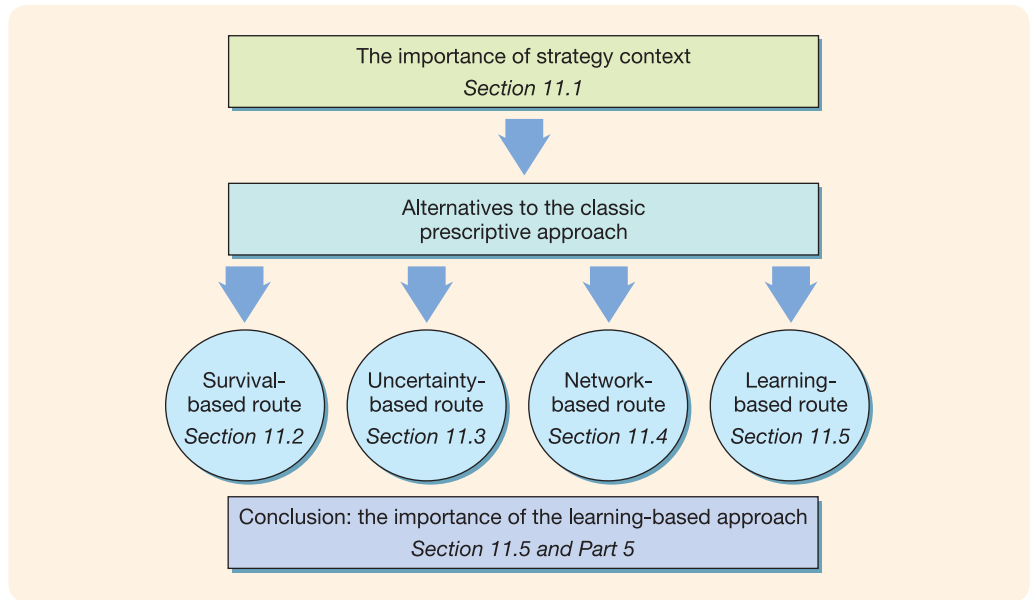 The importance of strategy context
Section 11.1
Alternatives to the classic
prescriptive approach
Survival-
based route
Section 11.2
Uncertainty-
based route
Section 11.3
Network-
based route
Section 11.4
Learning-
based route
Section 11.5
Conclusion: the importance of the learning-based approach
Section 11.5 and Part 5